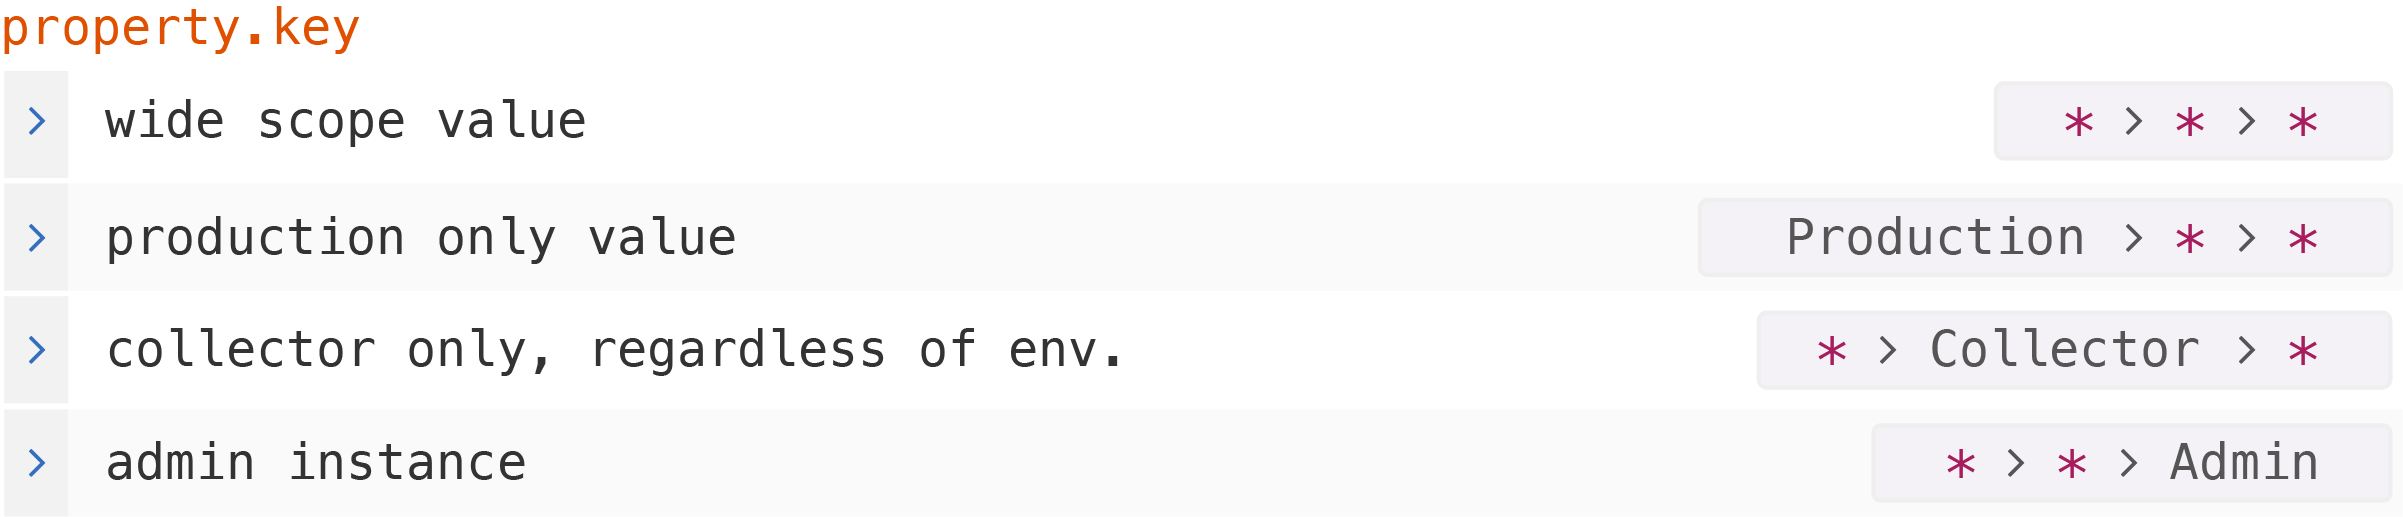 property.key
> wide scope value * > * > *
> production only value Production > * > *
> collector only, regardless of env. * > Collector > *
> admin instance * > * > Admin